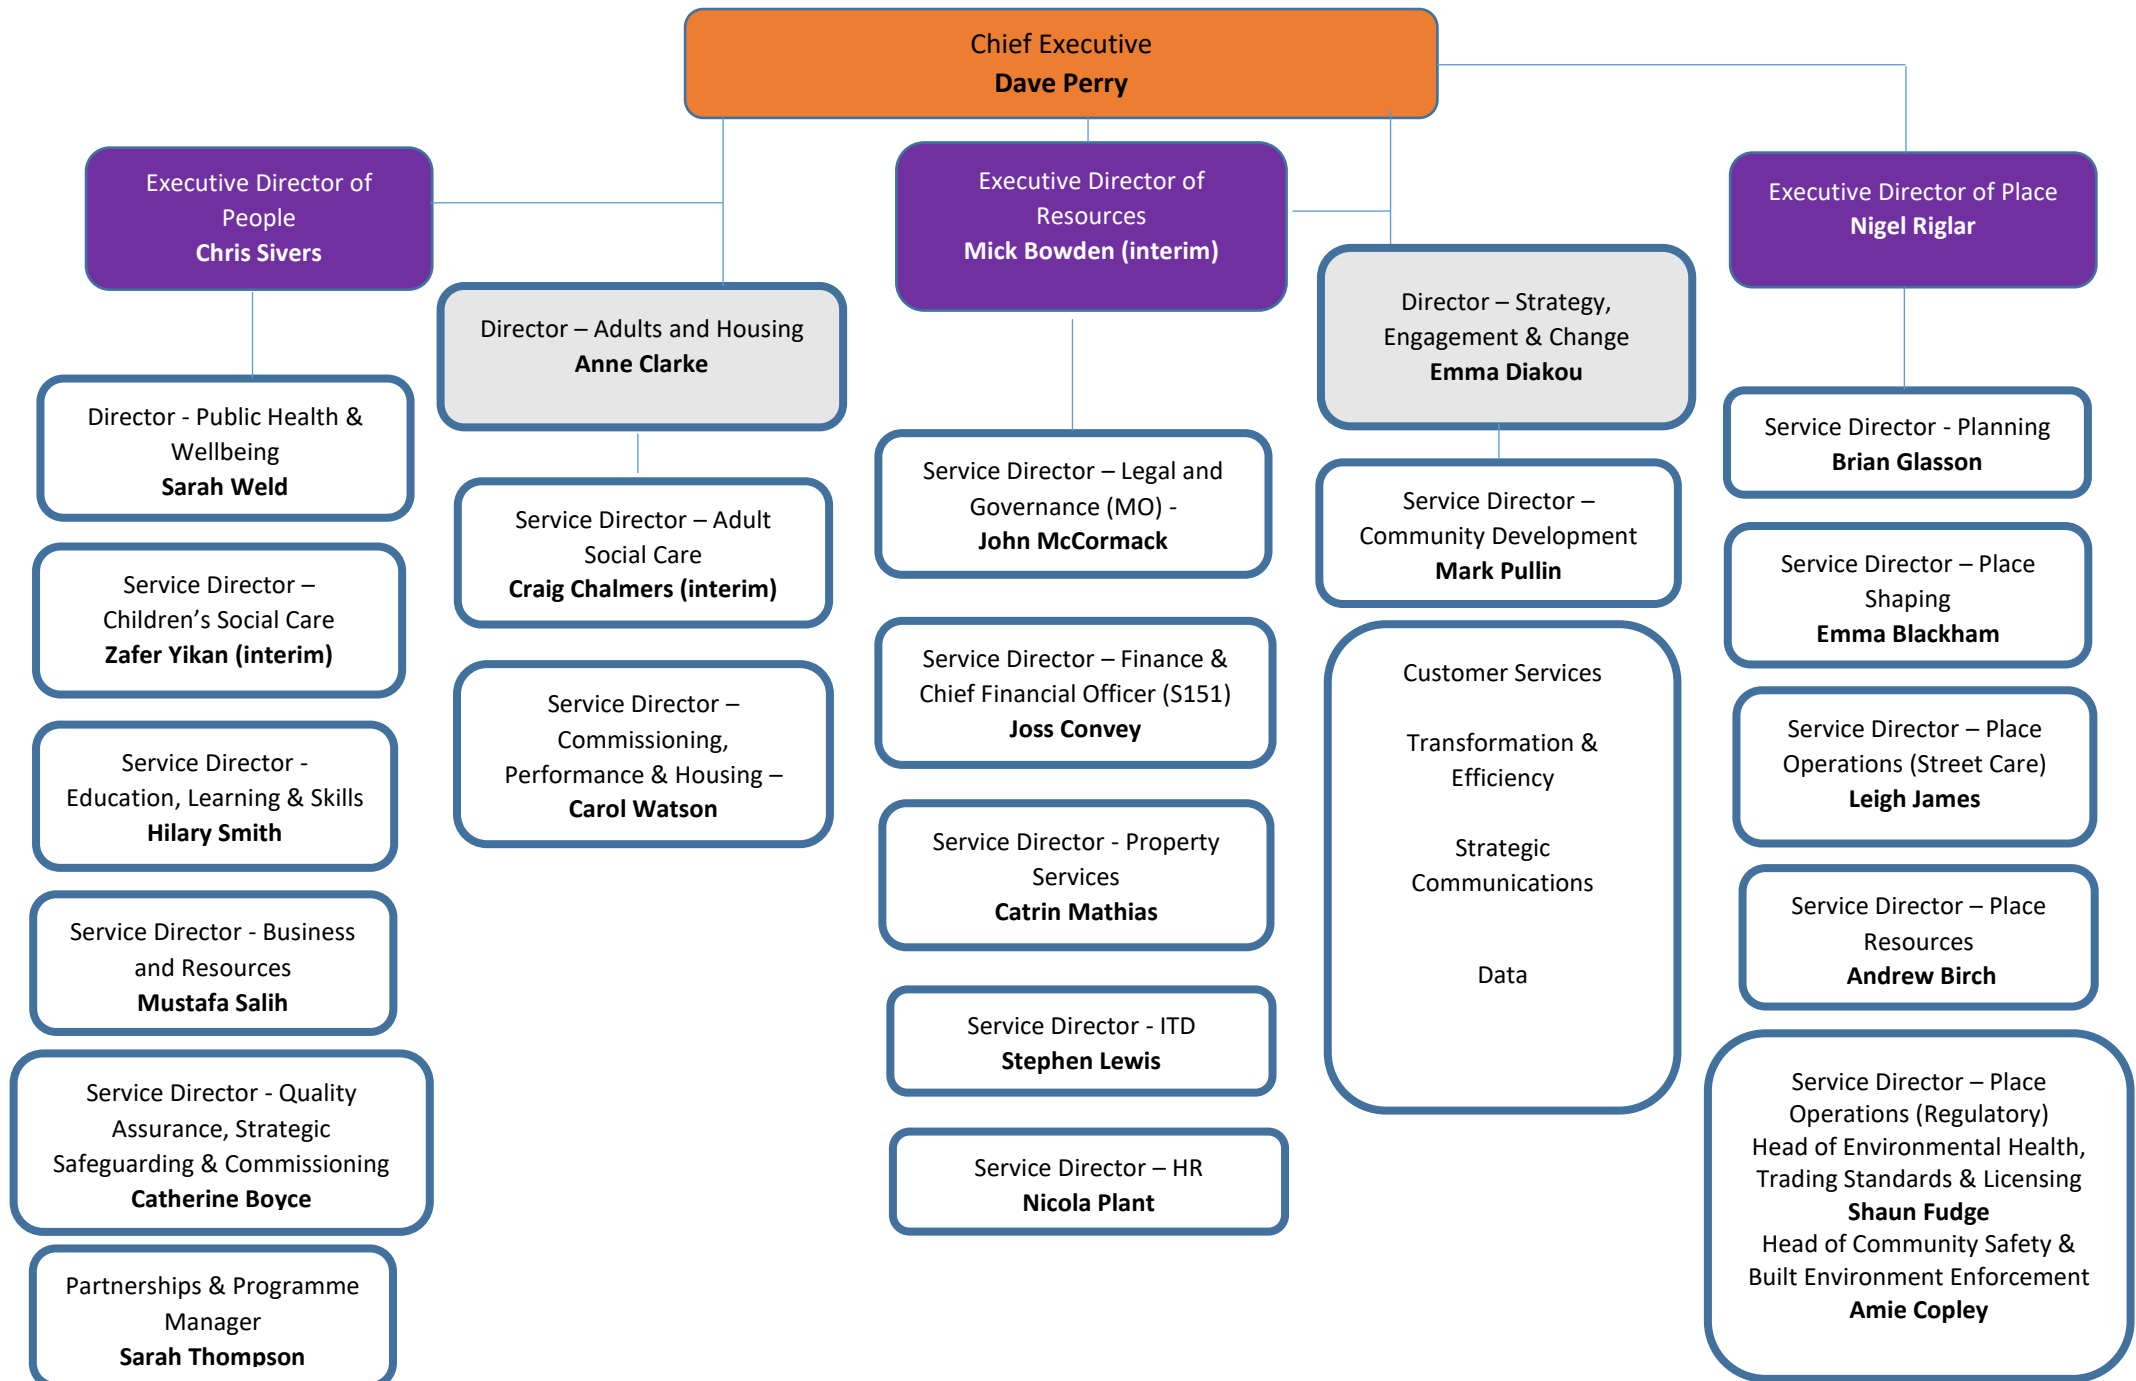 Chief Executive
Dave Perry
Executive Director of
People
Chris Sivers
Director - Public Health &
Wellbeing
Sarah Weld
Service Director –
Children’s Social Care
Zafer Yikan (interim)
Service Director -
Education, Learning & Skills
Hilary Smith
Service Director - Business
and Resources
Mustafa Salih
Service Director - Quality
Assurance, Strategic
Safeguarding & Commissioning
Catherine Boyce
Partnerships & Programme
Manager
Sarah Thompson
Director – Adults and Housing
Anne Clarke
Service Director – Adult
Social Care
Craig Chalmers (interim)
Service Director –
Commissioning,
Performance & Housing –
Carol Watson
Executive Director of
Resources
Mick Bowden (interim)
Service Director – Legal and
Governance (MO) -
John McCormack
Service Director – Finance &
Chief Financial Officer (S151)
Joss Convey
Service Director - Property
Services
Catrin Mathias
Service Director - ITD
Stephen Lewis
Service Director – HR
Nicola Plant
Director – Strategy,
Engagement & Change
Emma Diakou
Service Director –
Community Development
Mark Pullin
Customer Services
Transformation &
Efficiency
Strategic
Communications
Data
Executive Director of Place
Nigel Riglar
Service Director - Planning
Brian Glasson
Service Director – Place
Shaping
Emma Blackham
Service Director – Place
Operations (Street Care)
Leigh James
Service Director – Place
Resources
Andrew Birch
Service Director – Place
Operations (Regulatory)
Head of Environmental Health,
Trading Standards & Licensing
Shaun Fudge
Head of Community Safety &
Built Environment Enforcement
Amie Copley